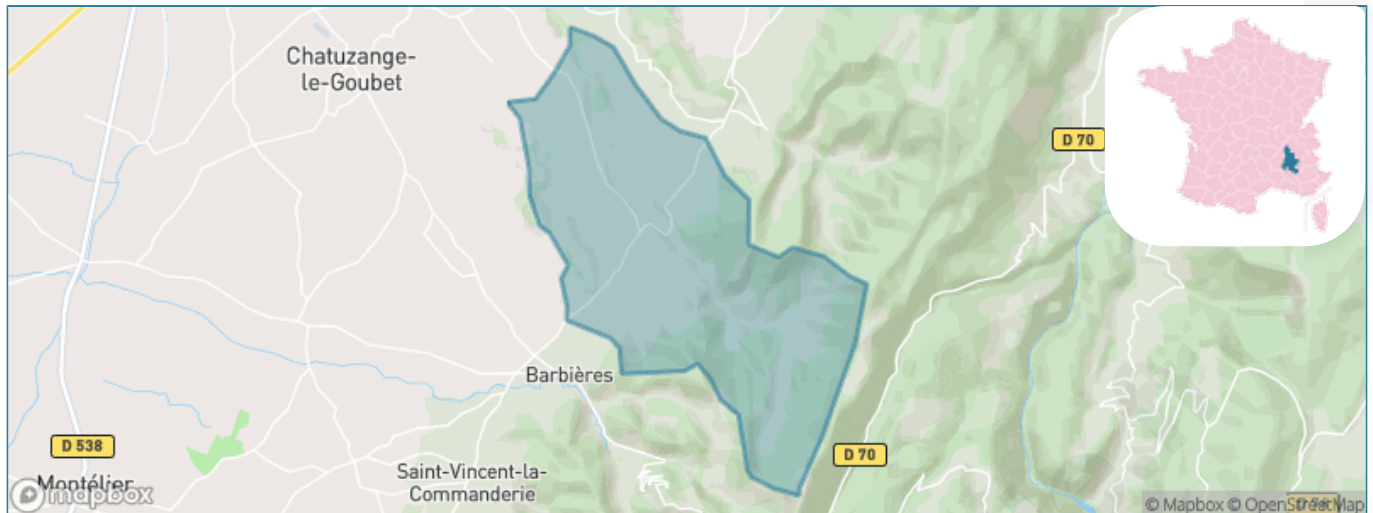 Chatuzange-
le-Goubet
D 70
Barbières
D 538
D 70
Saint-Vincent-la-
Commanderie
Montélier
mapbox
© Mapbox © OpenStreetMap